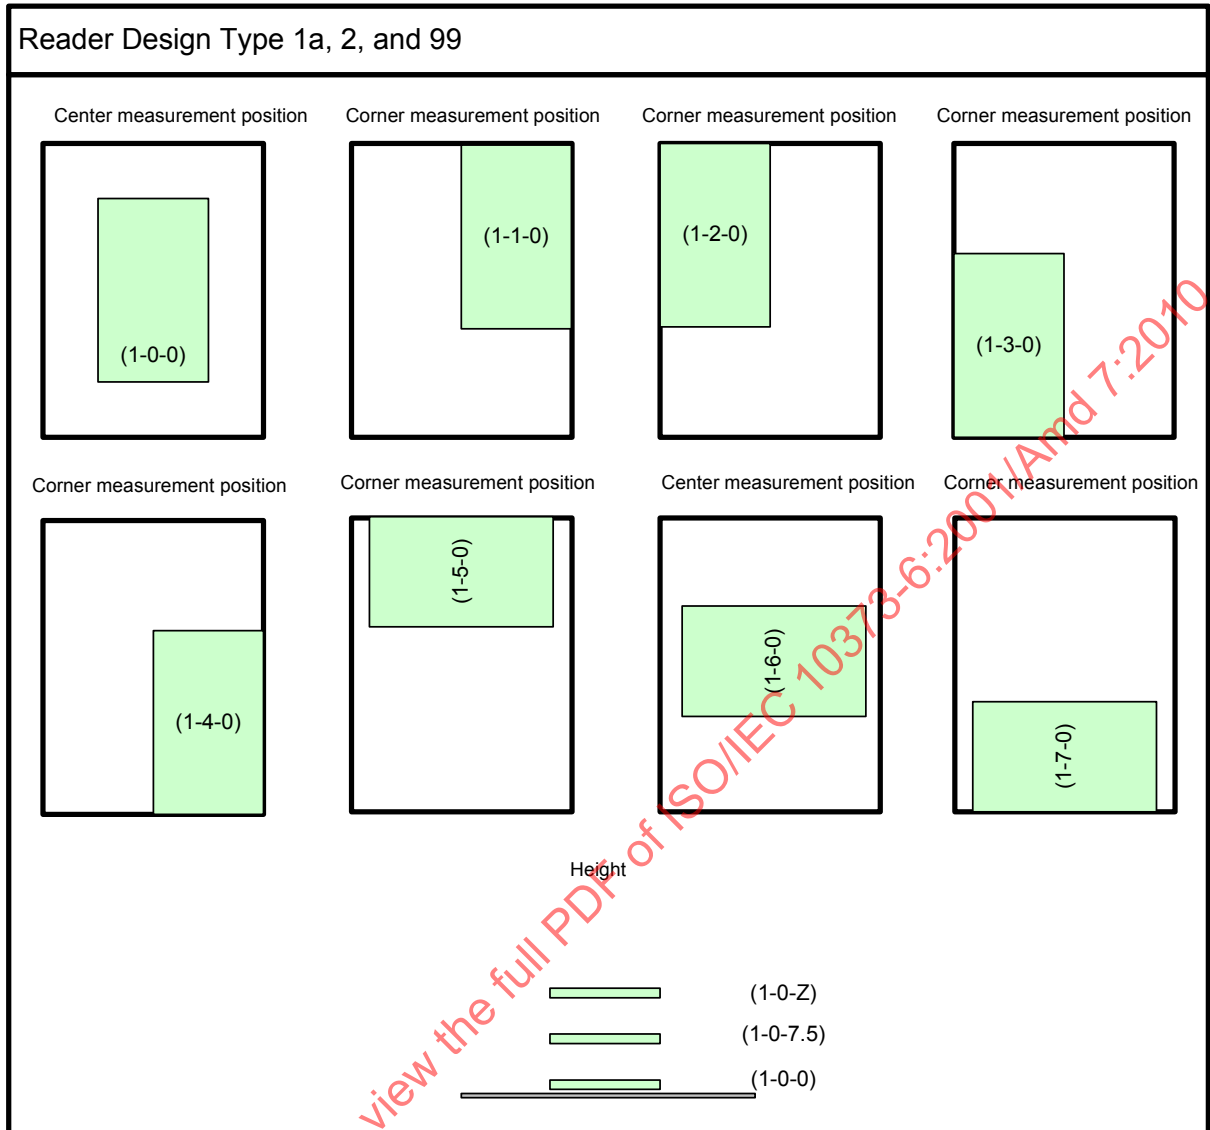 Reader Design Type 1a, 2, and 99
Center measurement position
Corner measurement position
Corner measurement position
Corner measurement position
(1-0-0)
(1-1-0)
(1-2-0)
(1-3-0)
Corner measurement position
Corner measurement position
Center measurement position
Corner measurement position
(1-4-0)
(1-5-0)
(1-6-0)
(1-7-0)
Height
(1-0-Z)
(1-0-7.5)
(1-0-0)
view the full PDF of ISO/IEC 10373-6:2001/Amd 7:2010